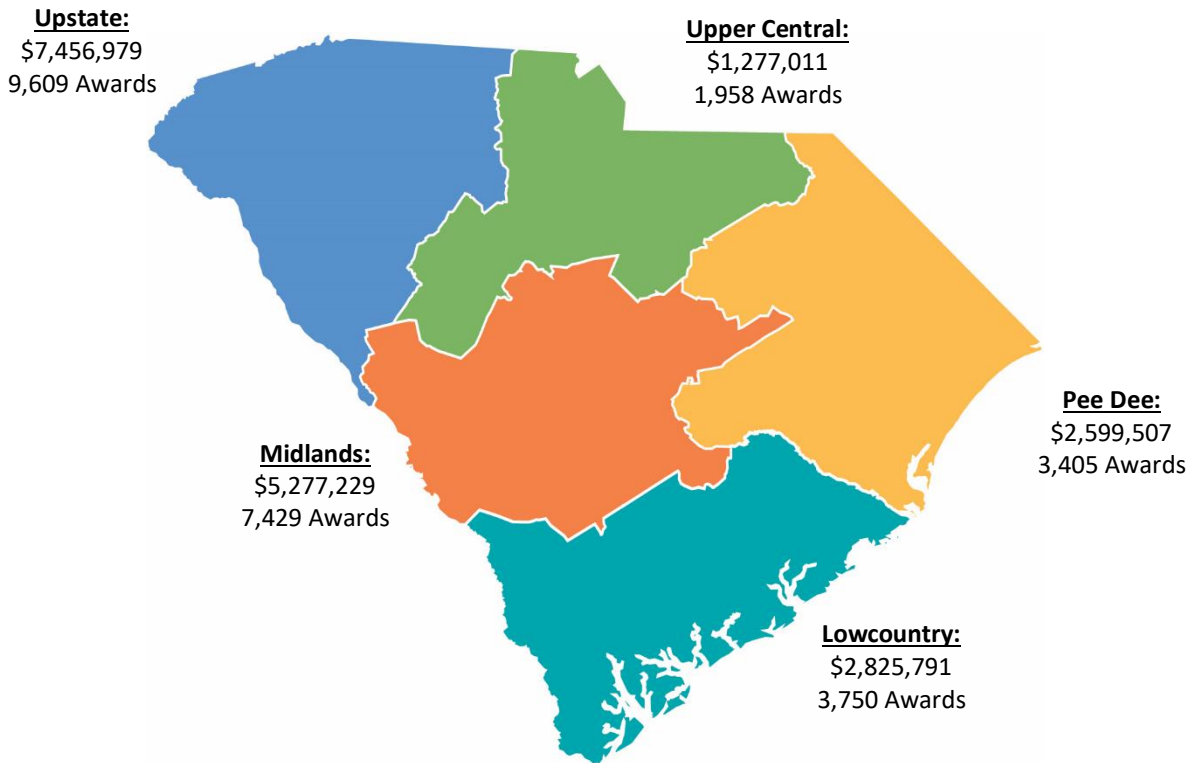 Upstate:
$7,456,979
9,609 Awards
Upper Central:
$1,277,011
1,958 Awards
Pee Dee:
$2,599,507
3,405 Awards
Midlands:
$5,277,229
7,429 Awards
Lowcountry:
$2,825,791
3,750 Awards